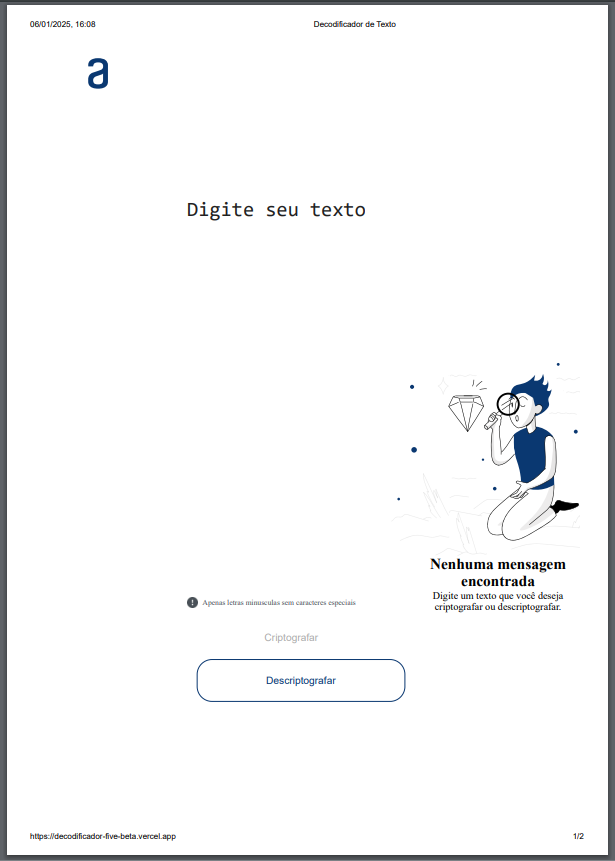 06/01/2025, 16:08 Decodificador de Texto
a
Digite seu texto
Nenhuma mensagem
encontrada
Digite um texto que você deseja
criptografar ou descriptografar.
! Apenas letras minusculas sem caracteres especiais
Criptografar
Descriptografar
https://decodificador-five-beta.vercel.app 1/2